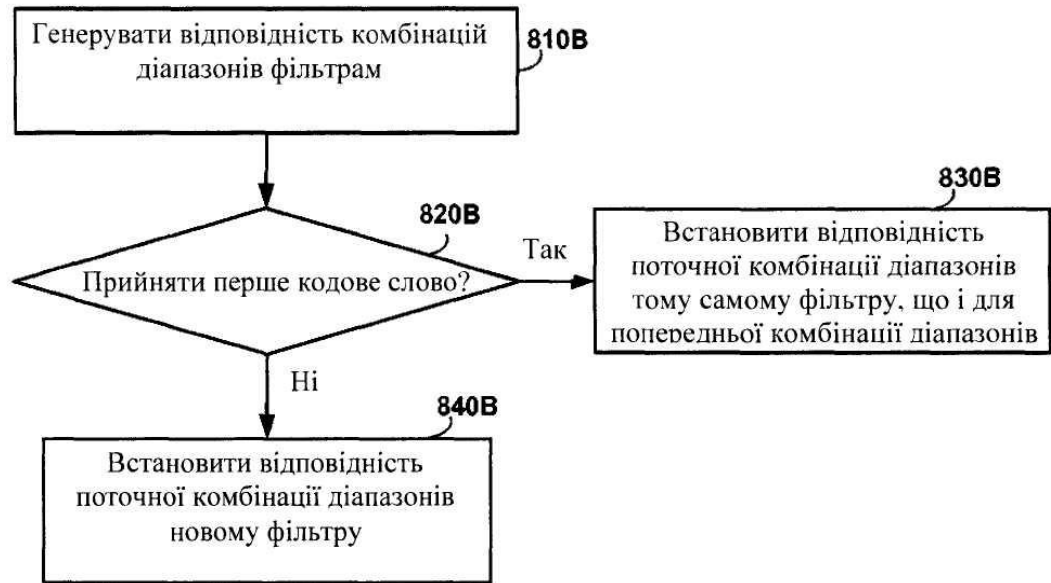 Генерувати відповідність комбінацій
діапазонів фільтрам
810B
820B
Прийняти перше кодове слово?
Так
830B
Встановити відповідність
поточної комбінації діапазонів
тому самому фільтру, що і для
попередньої комбінації діапазонів
Ні
840B
Встановити відповідність
поточної комбінації діапазонів
новому фільтру